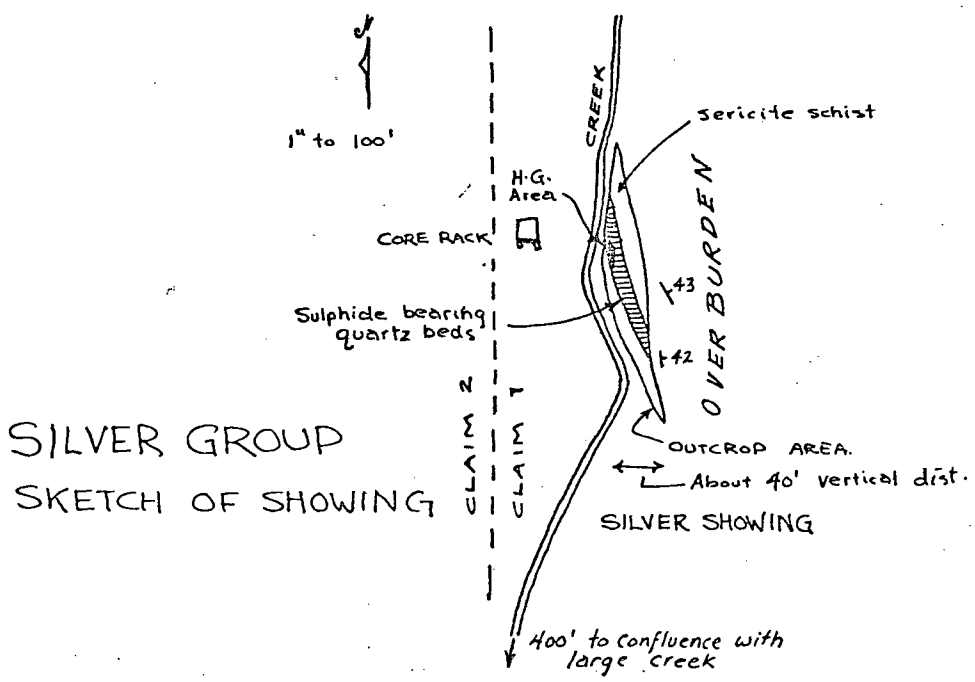 N
1" to 100'
CREEK
Sericite schist
H.G.
Area
CORE RACK
OVERBURDEN
43
Sulphide bearing
quartz beds
42
CLAIM 2
CLAIM 1
OUTCROP AREA.
About 40' vertical dist.
SILVER GROUP
SKETCH OF SHOWING
SILVER SHOWING
400' to confluence with
large creek